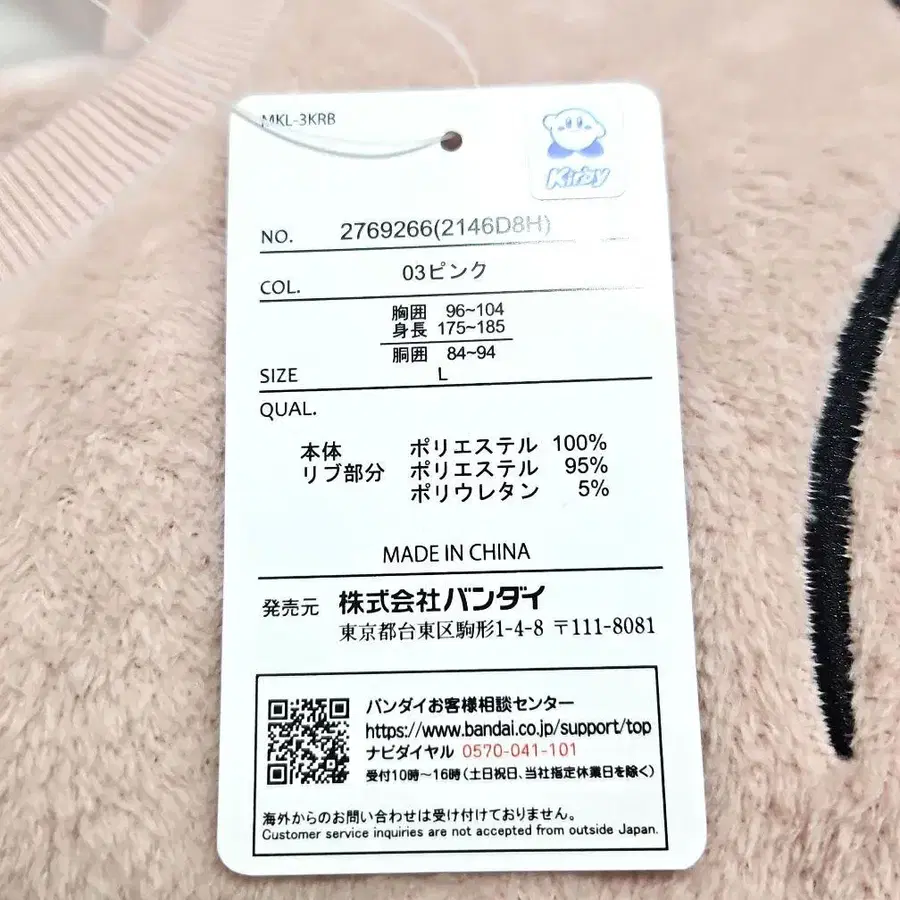 MKL-3KRB
Kirby
NO. 2769266(2146D8H)
COL. 03ピンク
胸囲 96~104
身長 175~185
胴囲 84~94
SIZE L
QUAL.
本体 ポリエステル 100%
リブ部分 ポリエステル 95%
ポリウレタン 5%
MADE IN CHINA
発売元 株式会社バンダイ
東京都台東区駒形1-4-8 〒111-8081
バンダイお客様相談センター
https://www.bandai.co.jp/support/top
ナビダイヤル 0570-041-101
受付10時～16時(土日祝日、当社指定休業日を除く)
海外からのお問い合わせは受け付けておりません。
Customer service inquiries are not accepted from outside Japan.